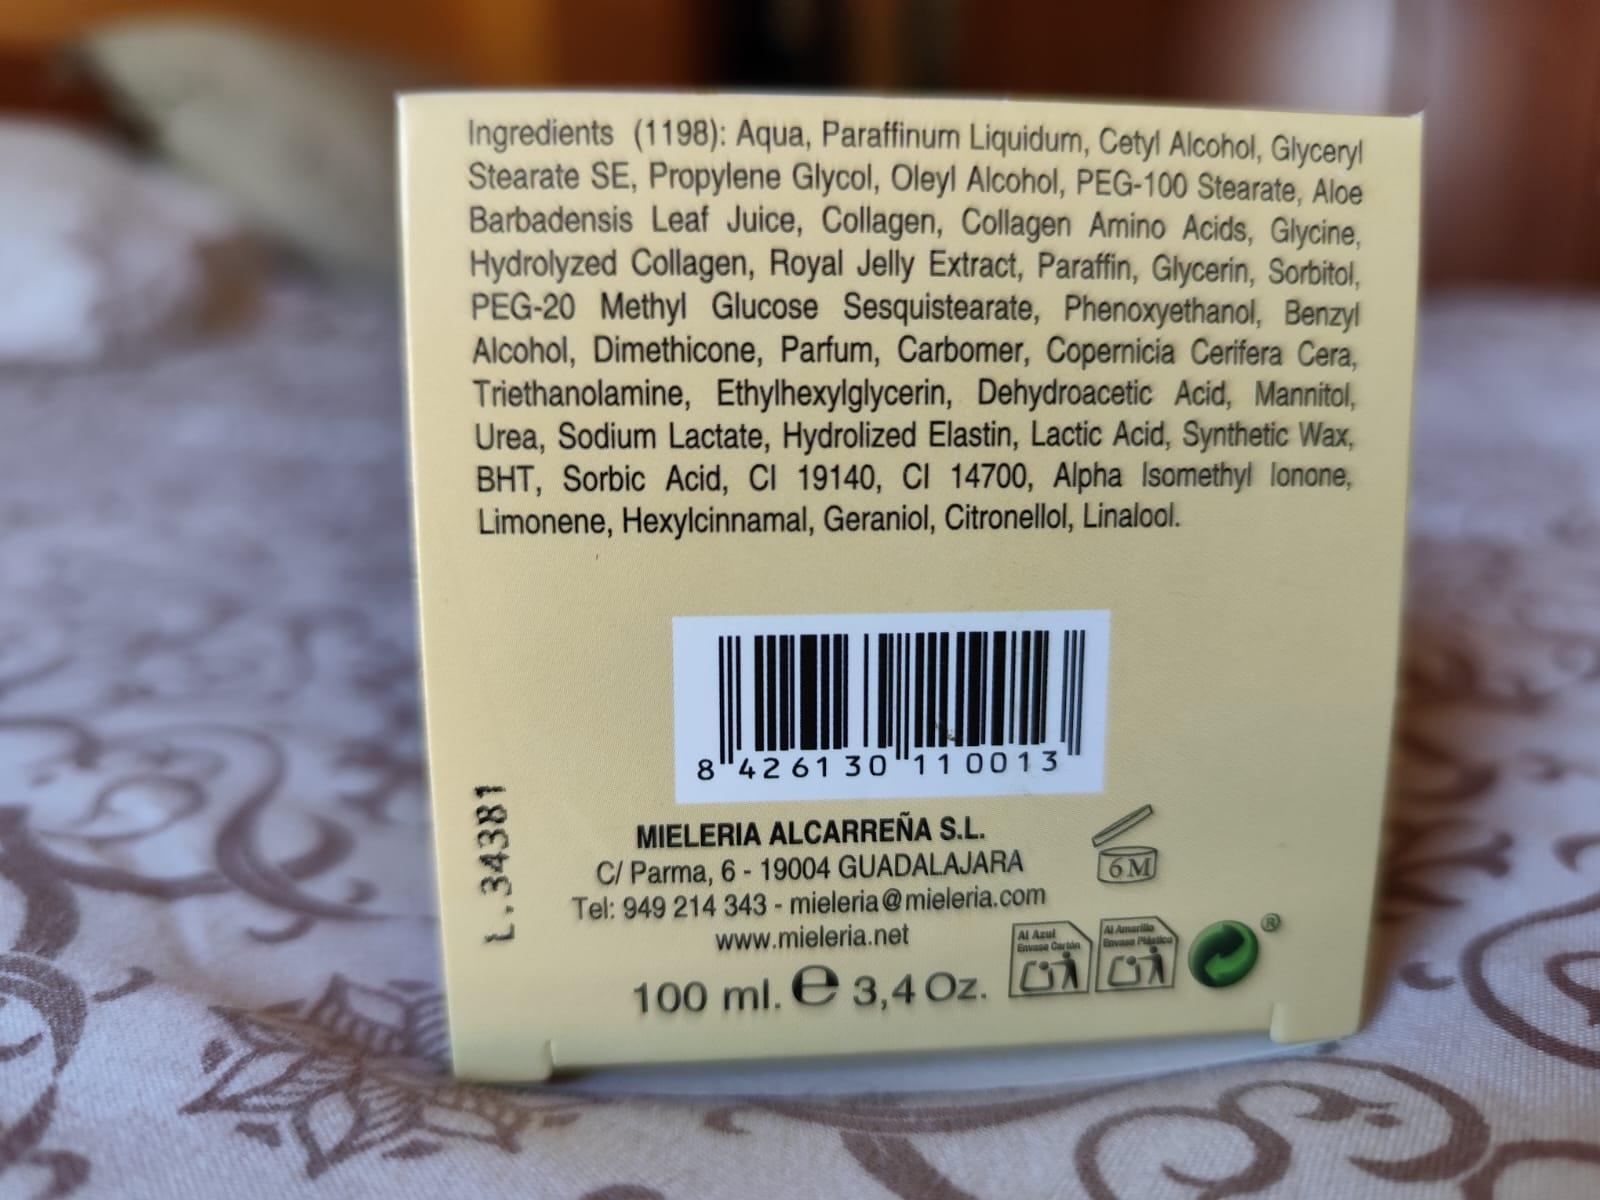 Ingredients (1198): Aqua, Paraffinum Liquidum, Cetyl Alcohol, Glyceryl
Stearate SE, Propylene Glycol, Oleyl Alcohol, PEG-100 Stearate, Aloe
Barbadensis Leaf Juice, Collagen, Collagen Amino Acids, Glycine,
Hydrolyzed Collagen, Royal Jelly Extract, Paraffin, Glycerin, Sorbitol,
PEG-20 Methyl Glucose Sesquistearate, Phenoxyethanol, Benzyl
Alcohol, Dimethicone, Parfum, Carbomer, Copernicia Cerifera Cera,
Triethanolamine, Ethylhexylglycerin, Dehydroacetic Acid, Mannitol,
Urea, Sodium Lactate, Hydrolized Elastin, Lactic Acid, Synthetic Wax,
BHT, Sorbic Acid, CI 19140, CI 14700, Alpha Isomethyl Ionone,
Limonene, Hexylcinnamal, Geraniol, Citronellol, Linalool.
8 426130 110013
L.34381
MIELERIA ALCARREÑA S.L.
C/ Parma, 6 - 19004 GUADALAJARA
Tel: 949 214 343 - mieleria@mieleria.com
www.mieleria.net
100 ml. e 3,4 Oz.
6M
Al Azul
Envase Cartón
Al Amarillo
Envase Plástico
®